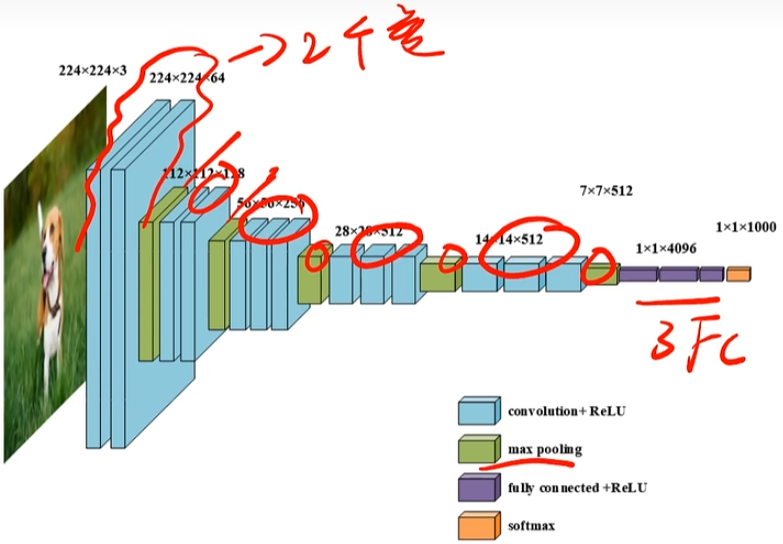 →2个
224×224×3
224×224×64
112×112×128
56×56×256
28×28×512
14×14×512
7×7×512
1×1×4096
1×1×1000
3FC
convolution+ReLU
max pooling
fully connected+ReLU
softmax